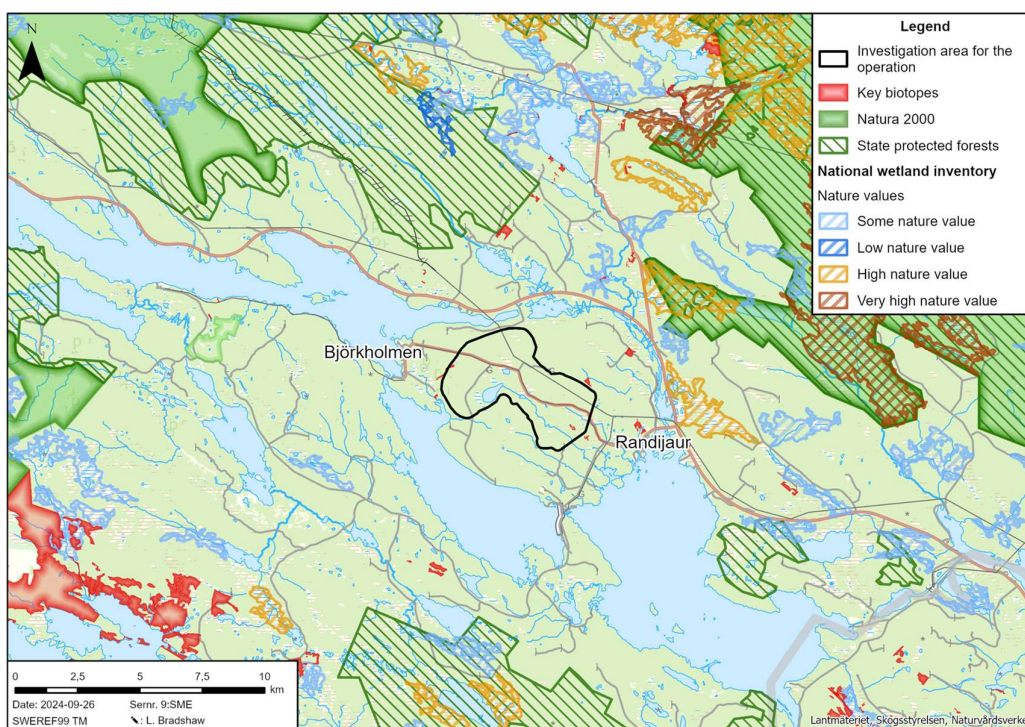 N
Legend
Investigation area for the
operation
Key biotopes
Natura 2000
State protected forests
National wetland inventory
Nature values
Some nature value
Low nature value
High nature value
Very high nature value
Björkholmen
Randijaur
0 2,5 5 7,5 10
km
Date: 2024-09-26 Sernr. 9:SME
SWEREF99 TM : L. Bradshaw
Lantmäteriet, Skogsstyrelsen, Naturvårdsverke